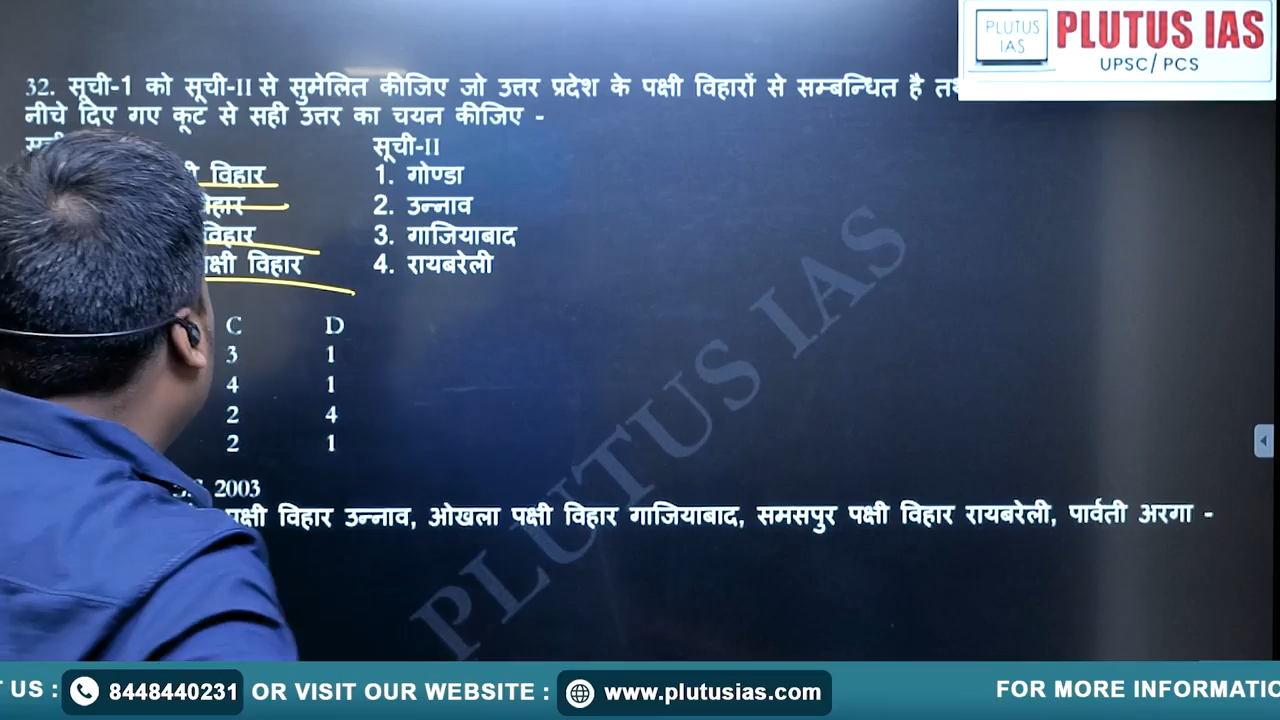 PLUTUS IAS
PLUTUS IAS
UPSC/ PCS
32. सूची-1 को सूची-II से सुमेलित कीजिए जो उत्तर प्रदेश के पक्षी विहारों से सम्बन्धित है
नीचे दिए गए कूट से सही उत्तर का चयन कीजिए -
सूची-II
विहार 1. गोण्डा
विहार 2. उन्नाव
विहार 3. गाजियाबाद
पक्षी विहार 4. रायबरेली
C D
3 1
4 1
2 4
2 1
2003
पक्षी विहार उन्नाव, ओखला पक्षी विहार गाजियाबाद, समसपुर पक्षी विहार रायबरेली, पार्वती अरगा -
PLUTUS IAS
US : 8448440231 OR VISIT OUR WEBSITE : www.plutusias.com FOR MORE